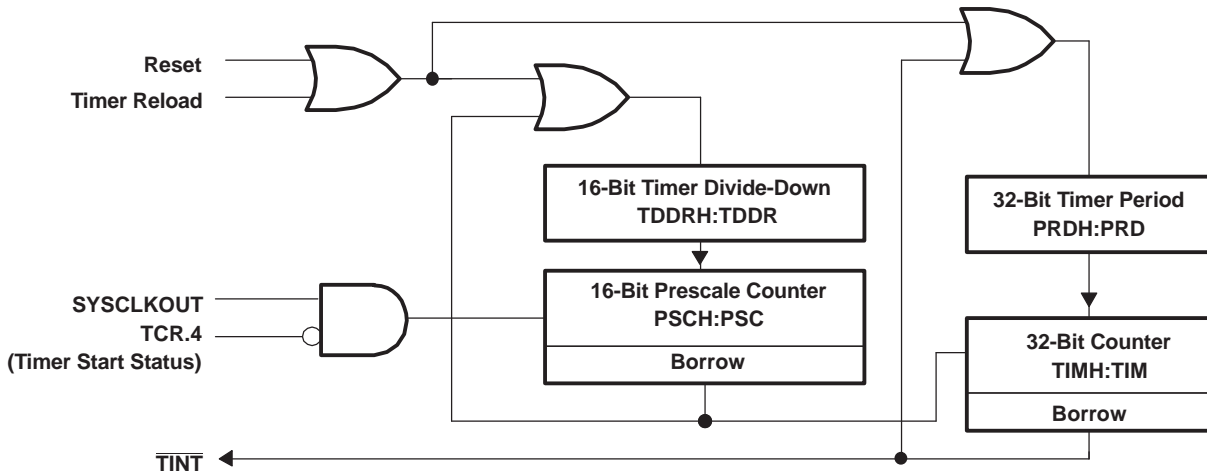 Reset
Timer Reload
16-Bit Timer Divide-Down
TDDRH:TDDR
32-Bit Timer Period
PRDH:PRD
SYSCLKOUT
TCR.4
(Timer Start Status)
16-Bit Prescale Counter
PSCH:PSC
Borrow
32-Bit Counter
TIMH:TIM
Borrow
TINT